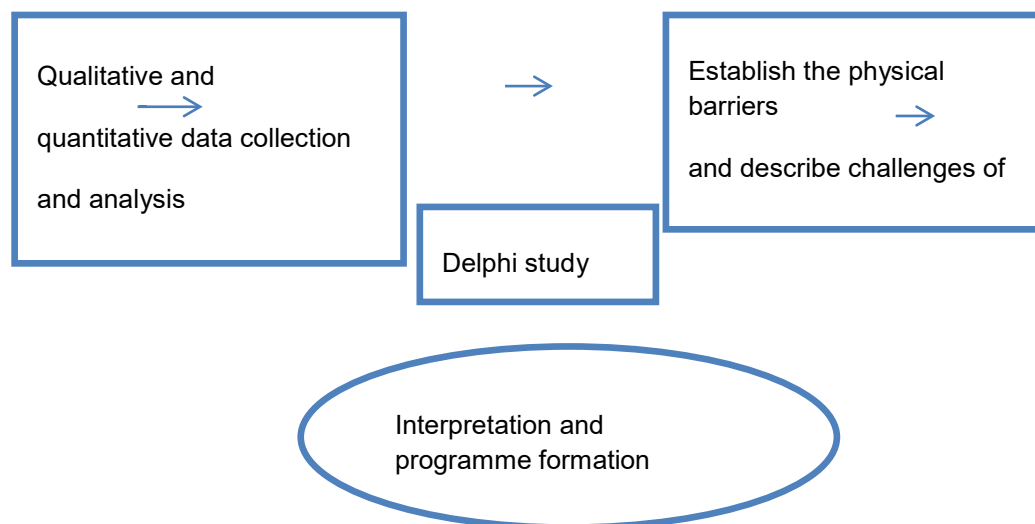 Qualitative and
quantitative data collection
and analysis
Establish the physical
barriers
and describe challenges of
Delphi study
Interpretation and
programme formation